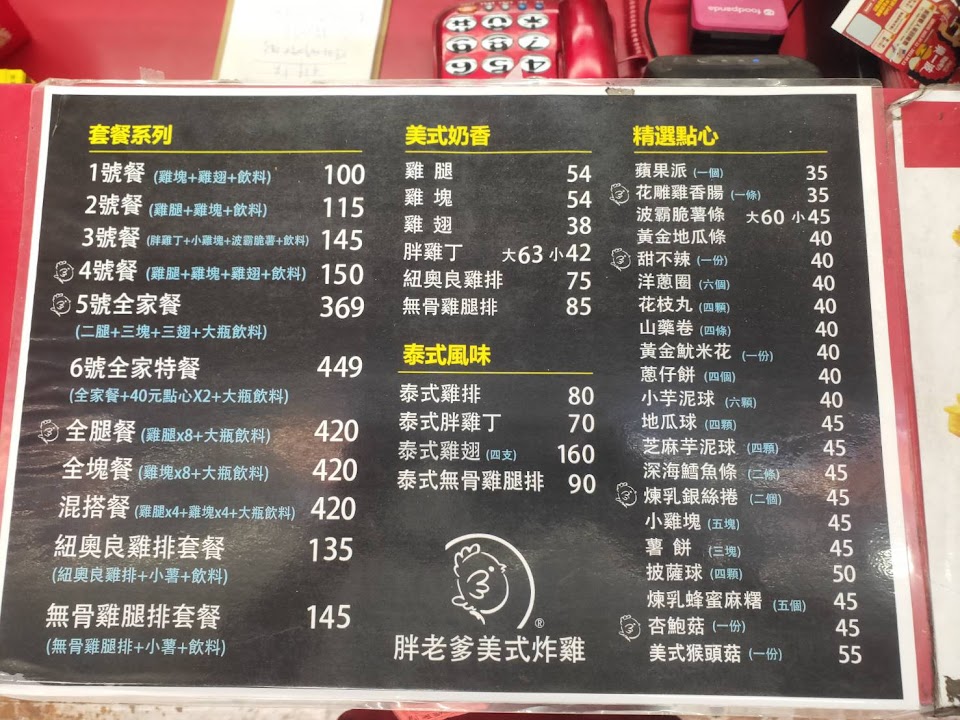 foodpanda
套餐系列
1號餐 (雞塊+雞翅+飲料) 100
2號餐 (雞腿+雞塊+飲料) 115
3號餐 (胖雞丁+小雞塊+波霸脆薯+飲料) 145
4號餐 (雞腿+雞塊+雞翅+飲料) 150
5號全家餐 369
(二腿+三塊+三翅+大瓶飲料)
6號全家特餐 449
(全家餐+40元點心X2+大瓶飲料)
全腿餐 (雞腿x8+大瓶飲料) 420
全塊餐 (雞塊x8+大瓶飲料) 420
混搭餐 (雞腿x4+雞塊x4+大瓶飲料) 420
紐奧良雞排套餐 135
(紐奧良雞排+小薯+飲料)
無骨雞腿排套餐 145
(無骨雞腿排+小薯+飲料)
美式奶香
雞腿 54
雞塊 54
雞翅 38
胖雞丁 大63 小42
紐奧良雞排 75
無骨雞腿排 85
泰式風味
泰式雞排 80
泰式胖雞丁 70
泰式雞翅 (四支) 160
泰式無骨雞腿排 90
®
胖老爹美式炸雞
精選點心
蘋果派 (一個) 35
花雕雞香腸 (一條) 35
波霸脆薯條 大60 小45
黃金地瓜條 40
甜不辣 (一份) 40
洋蔥圈 (六個) 40
花枝丸 (四顆) 40
山藥卷 (四條) 40
黃金魷米花 (一份) 40
蔥仔餅 (四個) 40
小芋泥球 (六顆) 40
地瓜球 (四顆) 45
芝麻芋泥球 (四顆) 45
深海鱈魚條 (二條) 45
煉乳銀絲捲 (二個) 45
小雞塊 (五塊) 45
薯餅 (三塊) 45
披薩球 (四顆) 50
煉乳蜂蜜麻糬 (五個) 45
杏鮑菇 (一份) 45
美式猴頭菇 (一份) 55